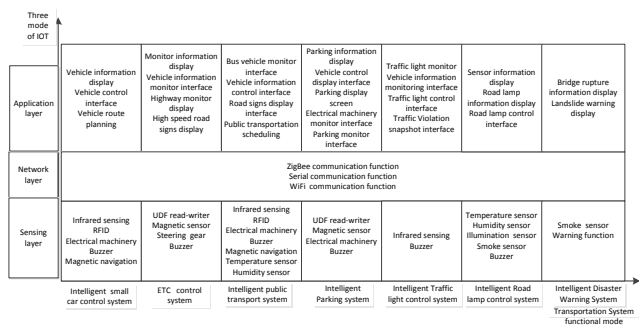 Three
mode
of IOT
Application
layer
Vehicle information
display
Vehicle control
interface
Vehicle route
planning
Monitor information
display
Vehicle information
monitor interface
Highway monitor
display
High speed road
signs display
Bus vehicle monitor
interface
Vehicle information
control interface
Road signs display
interface
Public transportation
scheduling
Parking information
display
Vehicle control
display interface
Parking display
screen
Electrical machinery
monitor interface
Parking monitor
interface
Traffic light monitor
Vehicle information
monitoring interface
Traffic light control
interface
Traffic Violation
snapshot interface
Sensor information
display
Road lamp
information display
Road lamp control
interface
Bridge rupture
information display
Landslide warning
display
Network
layer
ZigBee communication function
Serial communication function
WiFi communication function
Sensing
layer
Infrared sensing
RFID
Electrical machinery
Buzzer
Magnetic navigation
UDF read-writer
Magnetic sensor
Steering gear
Buzzer
Infrared sensing
RFID
Electrical machinery
Buzzer
Magnetic navigation
Temperature sensor
Humidity sensor
UDF read-writer
Magnetic sensor
Electrical machinery
Buzzer
Infrared sensing
Buzzer
Temperature sensor
Humidity sensor
Illumination sensor
Smoke sensor
Buzzer
Smoke sensor
Warning function
Intelligent small
car control system
ETC control
system
Intelligent public
transport system
Intelligent
Parking system
Intelligent Traffic
light control system
Intelligent Road
lamp control system
Intelligent Disaster
Warning System
Transportation System
functional mode